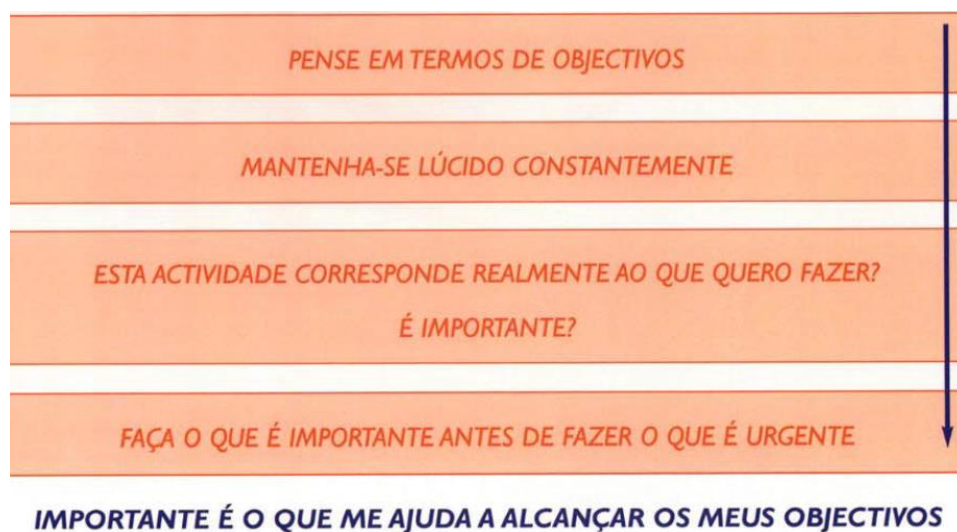 PENSE EM TERMOS DE OBJECTIVOS
MANTENHA-SE LÚCIDO CONSTANTEMENTE
ESTA ACTIVIDADE CORRESPONDE REALMENTE AO QUE QUERO FAZER?
É IMPORTANTE?
FAÇA O QUE É IMPORTANTE ANTES DE FAZER O QUE É URGENTE
IMPORTANTE É O QUE ME AJUDA A ALCANÇAR OS MEUS OBJECTIVOS